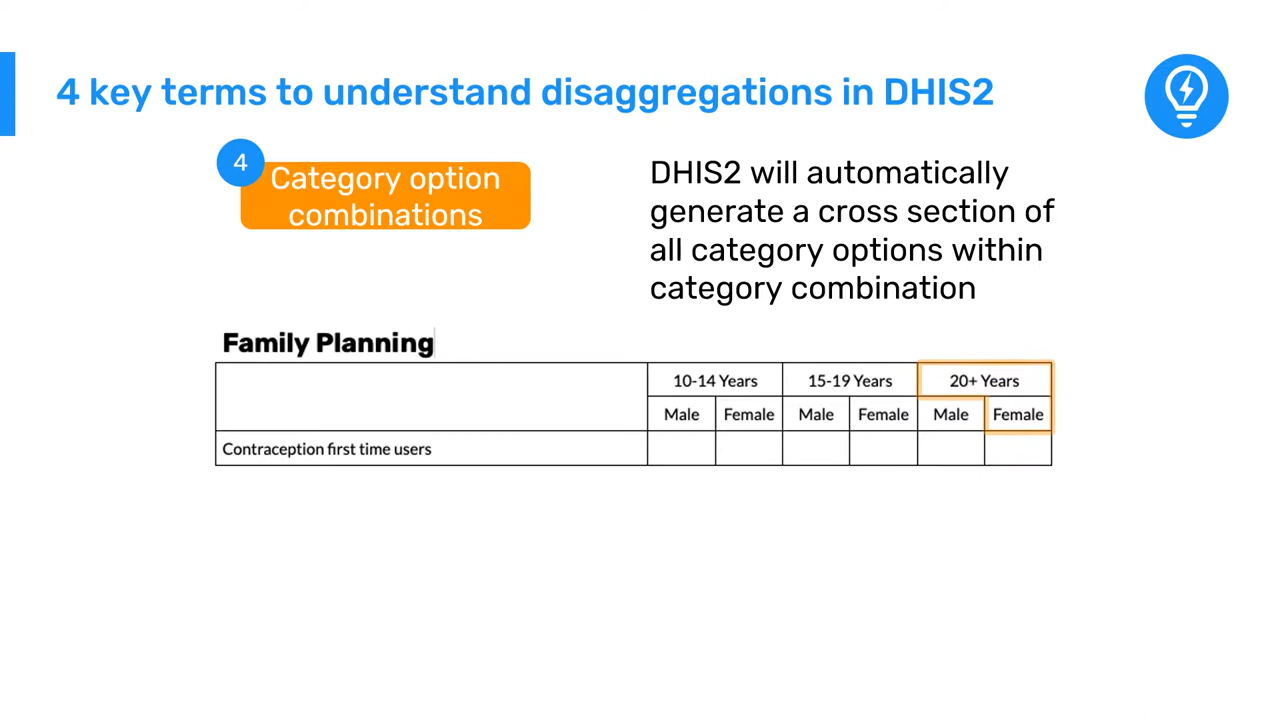 4 key terms to understand disaggregations in DHIS2
4
Category option
combinations
DHIS2 will automatically
generate a cross section of
all category options within
category combination
Family Planning
10-14 Years 15-19 Years 20+ Years
Male Female Male Female Male Female
Contraception first time users